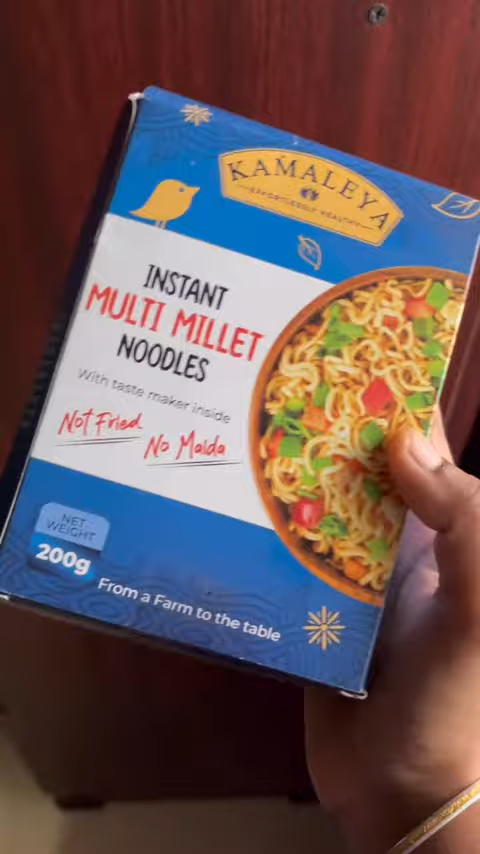 KAMALEYA
EFFORTLESSLY HEALTHY
INSTANT
MULTI MILLET
NOODLES
With taste maker inside
Not Fried
No Maida
NET
WEIGHT
200g
From a Farm to the table